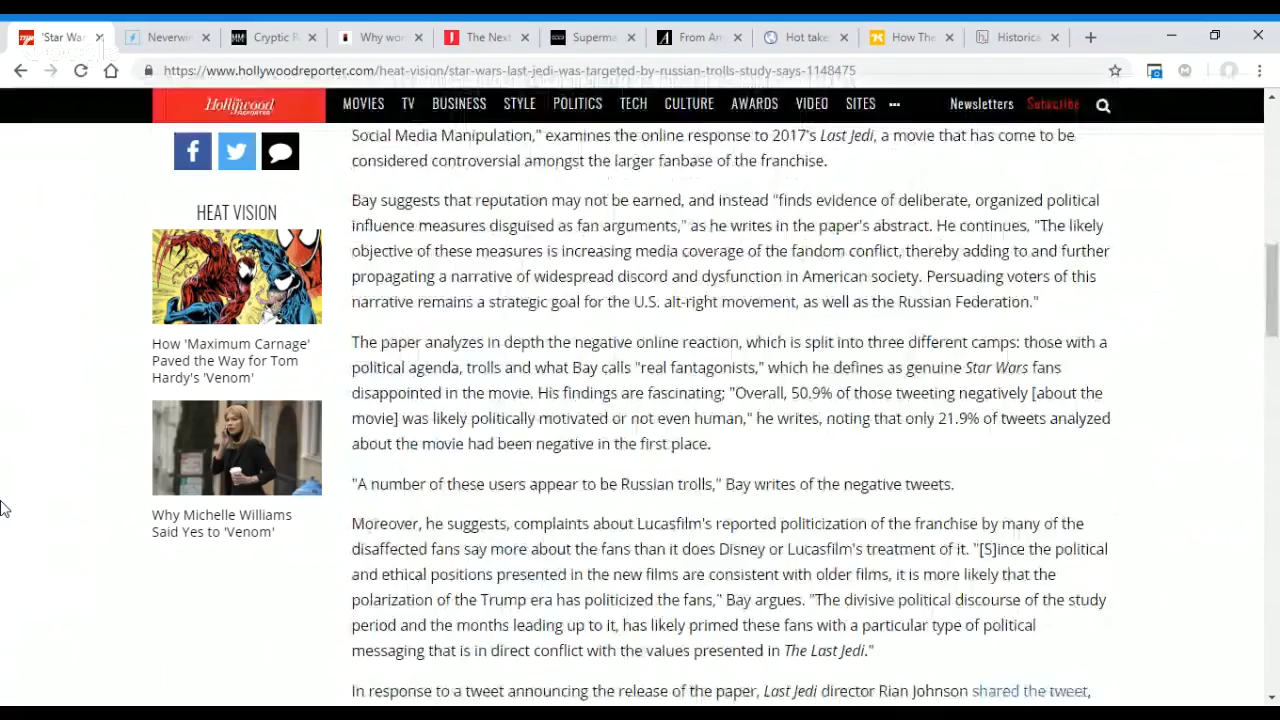 'Star War
Neverwin
Cryptic R
Why wor
The Next
Superma
From Ar
Hot take
How The
Historica
https://www.hollywoodreporter.com/heat-vision/star-wars-last-jedi-was-targeted-by-russian-trolls-study-says-1148475
Hollywood REPORTER MOVIES TV BUSINESS STYLE POLITICS TECH CULTURE AWARDS VIDEO SITES ••• Newsletters Subscribe
HEAT VISION
How 'Maximum Carnage'
Paved the Way for Tom
Hardy's 'Venom'
Why Michelle Williams
Said Yes to 'Venom'
Social Media Manipulation," examines the online response to 2017's Last Jedi, a movie that has come to be
considered controversial amongst the larger fanbase of the franchise.
Bay suggests that reputation may not be earned, and instead "finds evidence of deliberate, organized political
influence measures disguised as fan arguments," as he writes in the paper's abstract. He continues, "The likely
objective of these measures is increasing media coverage of the fandom conflict, thereby adding to and further
propagating a narrative of widespread discord and dysfunction in American society. Persuading voters of this
narrative remains a strategic goal for the U.S. alt-right movement, as well as the Russian Federation."
The paper analyzes in depth the negative online reaction, which is split into three different camps: those with a
political agenda, trolls and what Bay calls "real fantagonists," which he defines as genuine Star Wars fans
disappointed in the movie. His findings are fascinating; "Overall, 50.9% of those tweeting negatively [about the
movie] was likely politically motivated or not even human," he writes, noting that only 21.9% of tweets analyzed
about the movie had been negative in the first place.
"A number of these users appear to be Russian trolls," Bay writes of the negative tweets.
Moreover, he suggests, complaints about Lucasfilm's reported politicization of the franchise by many of the
disaffected fans say more about the fans than it does Disney or Lucasfilm's treatment of it. "[S]ince the political
and ethical positions presented in the new films are consistent with older films, it is more likely that the
polarization of the Trump era has politicized the fans," Bay argues. "The divisive political discourse of the study
period and the months leading up to it, has likely primed these fans with a particular type of political
messaging that is in direct conflict with the values presented in The Last Jedi."
In response to a tweet announcing the release of the paper, Last Jedi director Rian Johnson shared the tweet,